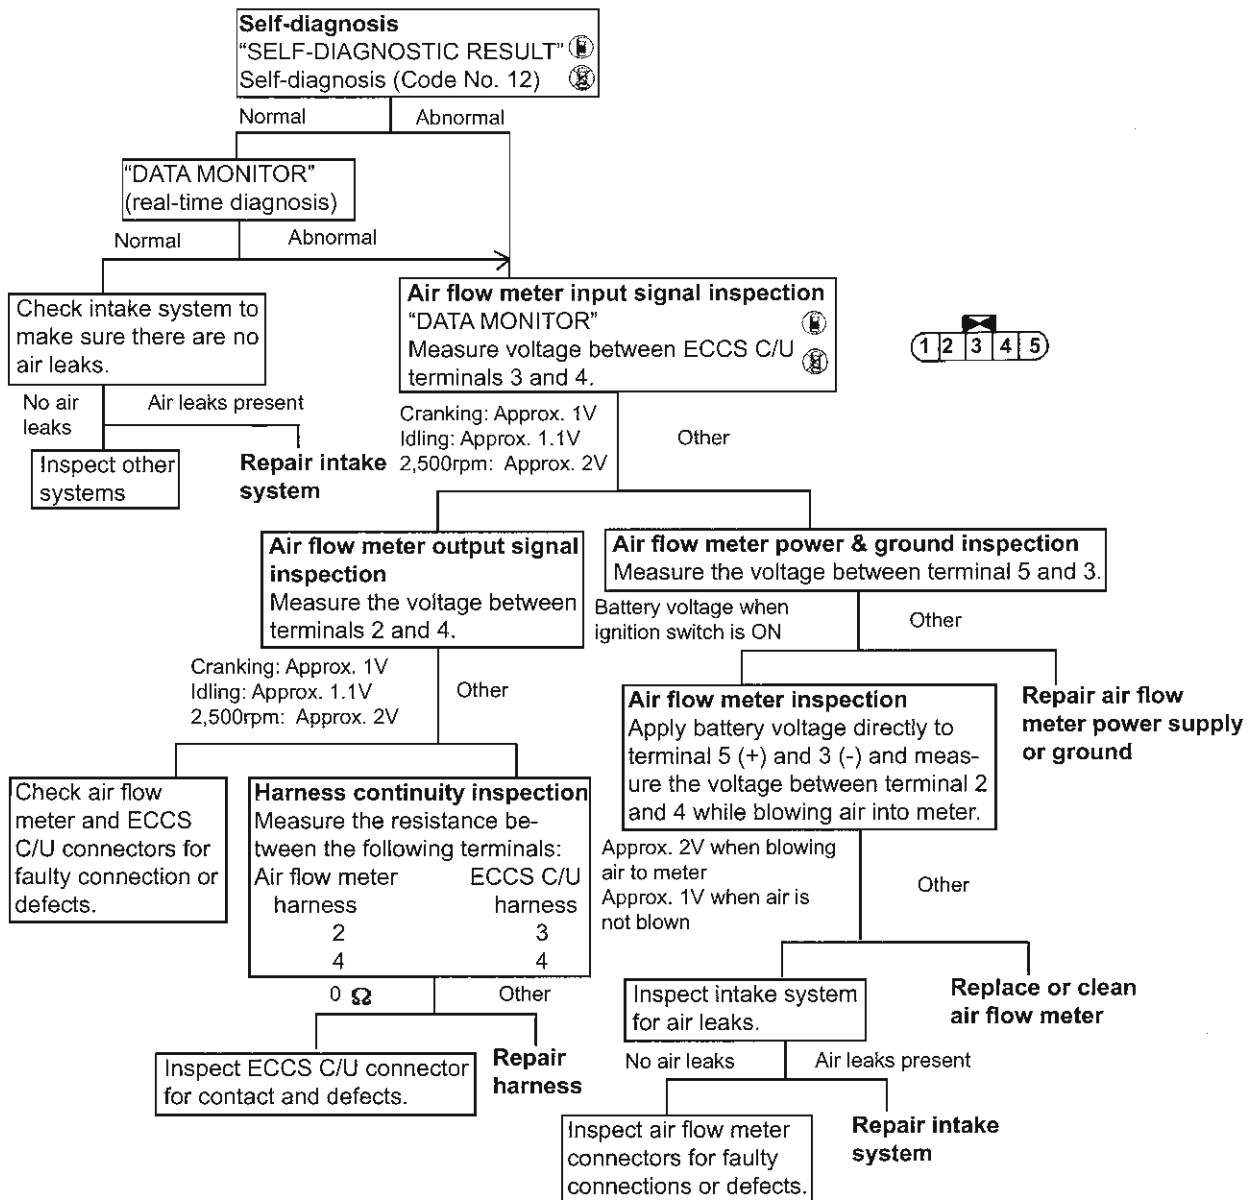 Self-diagnosis
“SELF-DIAGNOSTIC RESULT”
Self-diagnosis (Code No. 12)
Normal
Abnormal
“DATA MONITOR”
(real-time diagnosis)
Normal
Abnormal
Check intake system to
make sure there are no
air leaks.
No air
leaks
Air leaks present
Inspect other
systems
Repair intake
system
Air flow meter input signal inspection
“DATA MONITOR”
Measure voltage between ECCS C/U
terminals 3 and 4.
1 2 3 4 5
Cranking: Approx. 1V
Idling: Approx. 1.1V
2,500rpm: Approx. 2V
Other
Air flow meter output signal
inspection
Measure the voltage between
terminals 2 and 4.
Air flow meter power & ground inspection
Measure the voltage between terminal 5 and 3.
Cranking: Approx. 1V
Idling: Approx. 1.1V
2,500rpm: Approx. 2V
Other
Battery voltage when
ignition switch is ON
Other
Check air flow
meter and ECCS
C/U connectors for
faulty connection or
defects.
Harness continuity inspection
Measure the resistance be-
tween the following terminals:
Air flow meter ECCS C/U
harness harness
2 3
4 4
0 Ω
Other
Inspect ECCS C/U connector
for contact and defects.
Repair
harness
Air flow meter inspection
Apply battery voltage directly to
terminal 5 (+) and 3 (-) and meas-
ure the voltage between terminal 2
and 4 while blowing air into meter.
Repair air flow
meter power supply
or ground
Approx. 2V when blowing
air to meter
Approx. 1V when air is
not blown
Other
Inspect intake system
for air leaks.
Replace or clean
air flow meter
No air leaks
Air leaks present
Inspect air flow meter
connectors for faulty
connections or defects.
Repair intake
system